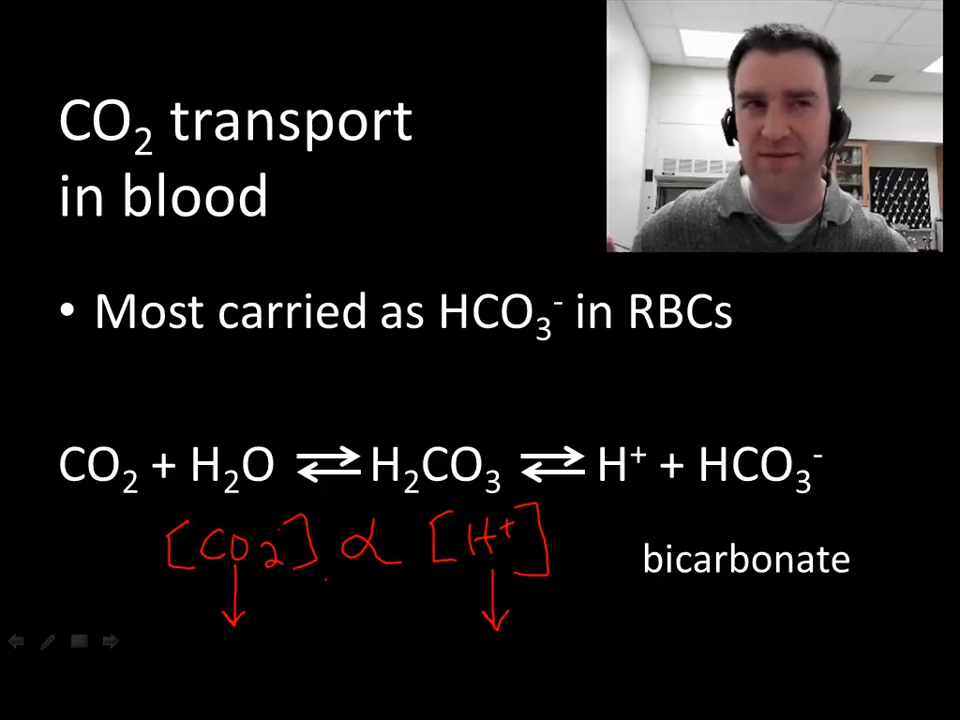 CO₂ transport
in blood
• Most carried as HCO₃⁻ in RBCs
CO₂ + H₂O ⇌ H₂CO₃ ⇌ H⁺ + HCO₃⁻
[CO₂] ∝ [H⁺]
bicarbonate
↓ ↓